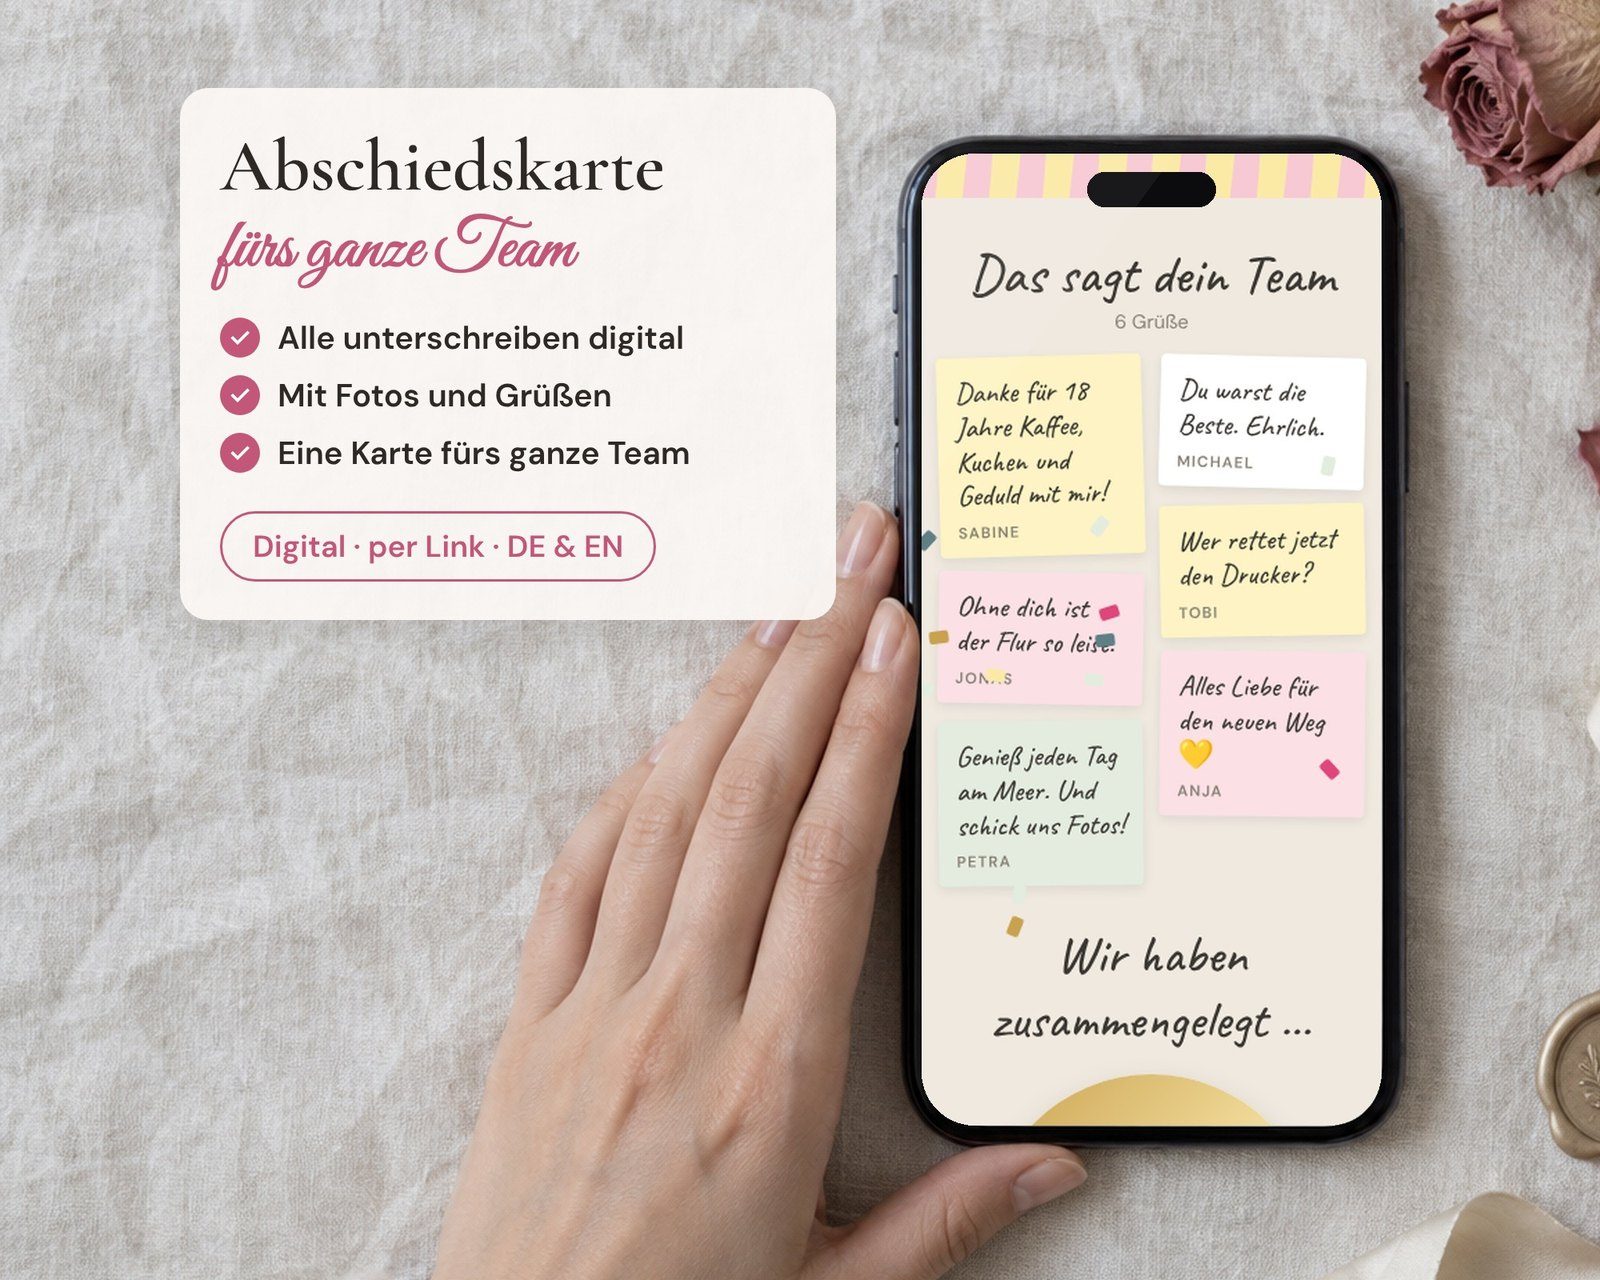 Abschiedskarte
fürs ganze Team
Alle unterschreiben digital
Mit Fotos und Grüßen
Eine Karte fürs ganze Team
Digital · per Link · DE & EN
Das sagt dein Team
6 Grüße
Danke für 18
Jahre Kaffee,
Kuchen und
Geduld mit mir!
SABINE
Ohne dich ist
der Flur so leise.
JONAS
Genieß jeden Tag
am Meer. Und
schick uns Fotos!
PETRA
Du warst die
Beste. Ehrlich.
MICHAEL
Wer rettet jetzt
den Drucker?
TOBI
Alles Liebe für
den neuen Weg
💛
ANJA
Wir haben
zusammengelegt ...